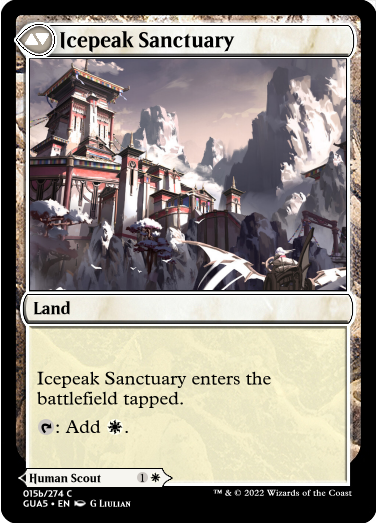 Icepeak Sanctuary
Land
Icepeak Sanctuary enters the
battlefield tapped.
: Add .
Human Scout 1
015b/274 C
GUA5 • EN G Liulian
™ & © 2022 Wizards of the Coast